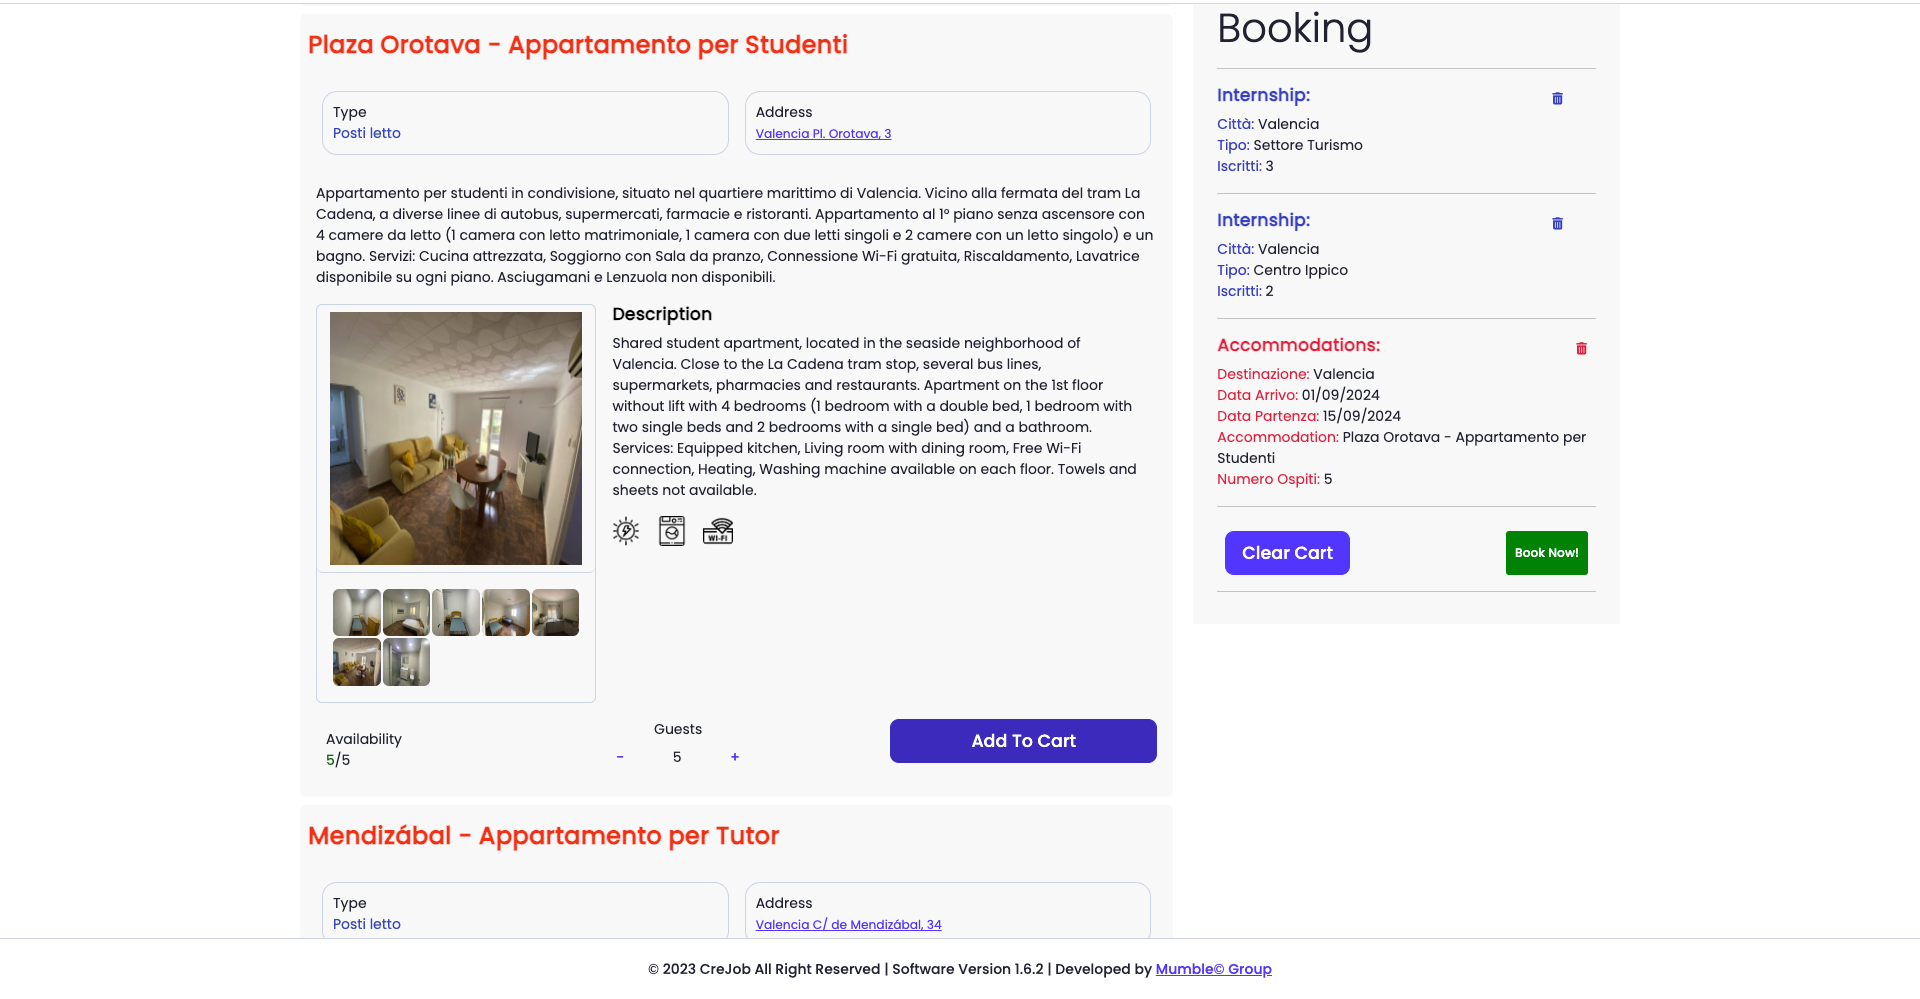 Plaza Orotava - Appartamento per Studenti
Type
Posti letto
Address
Valencia Pl. Orotava, 3
Appartamento per studenti in condivisione, situato nel quartiere marittimo di Valencia. Vicino alla fermata del tram La
Cadena, a diverse linee di autobus, supermercati, farmacie e ristoranti. Appartamento al 1° piano senza ascensore con
4 camere da letto (1 camera con letto matrimoniale, 1 camera con due letti singoli e 2 camere con un letto singolo) e un
bagno. Servizi: Cucina attrezzata, Soggiorno con Sala da pranzo, Connessione Wi-Fi gratuita, Riscaldamento, Lavatrice
disponibile su ogni piano. Asciugamani e Lenzuola non disponibili.
Description
Shared student apartment, located in the seaside neighborhood of
Valencia. Close to the La Cadena tram stop, several bus lines,
supermarkets, pharmacies and restaurants. Apartment on the 1st floor
without lift with 4 bedrooms (1 bedroom with a double bed, 1 bedroom with
two single beds and 2 bedrooms with a single bed) and a bathroom.
Services: Equipped kitchen, Living room with dining room, Free Wi-Fi
connection, Heating, Washing machine available on each floor. Towels and
sheets not available.
WI-FI
Availability
5/5
Guests
- 5 +
Add To Cart
Mendizábal - Appartamento per Tutor
Type
Posti letto
Address
Valencia C/ de Mendizábal, 34
Booking
Internship:
Città: Valencia
Tipo: Settore Turismo
Iscritti: 3
Internship:
Città: Valencia
Tipo: Centro Ippico
Iscritti: 2
Accommodations:
Destinazione: Valencia
Data Arrivo: 01/09/2024
Data Partenza: 15/09/2024
Accommodation: Plaza Orotava - Appartamento per
Studenti
Numero Ospiti: 5
Clear Cart
Book Now!
© 2023 CreJob All Right Reserved | Software Version 1.6.2 | Developed by Mumble© Group